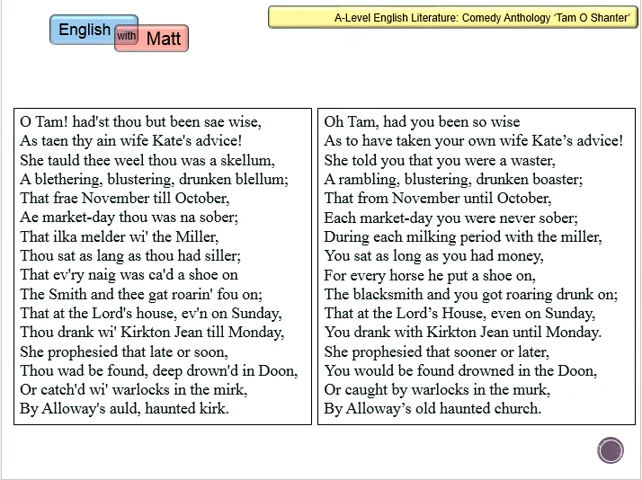 English with Matt
A-Level English Literature: Comedy Anthology 'Tam O Shanter'
O Tam! had'st thou but been sae wise,
As taen thy ain wife Kate's advice!
She tauld thee weel thou was a skellum,
A blethering, blustering, drunken blellum;
That frae November till October,
Ae market-day thou was na sober;
That ilka melder wi' the Miller,
Thou sat as lang as thou had siller;
That ev'ry naig was ca'd a shoe on
The Smith and thee gat roarin' fou on;
That at the Lord's house, ev'n on Sunday,
Thou drank wi' Kirkton Jean till Monday,
She prophesied that late or soon,
Thou wad be found, deep drown'd in Doon,
Or catch'd wi' warlocks in the mirk,
By Alloway's auld, haunted kirk.
Oh Tam, had you been so wise
As to have taken your own wife Kate's advice!
She told you that you were a waster,
A rambling, blustering, drunken boaster;
That from November until October,
Each market-day you were never sober;
During each milking period with the miller,
You sat as long as you had money,
For every horse he put a shoe on,
The blacksmith and you got roaring drunk on;
That at the Lord's House, even on Sunday,
You drank with Kirkton Jean until Monday.
She prophesied that sooner or later,
You would be found drowned in the Doon,
Or caught by warlocks in the murk,
By Alloway's old haunted church.